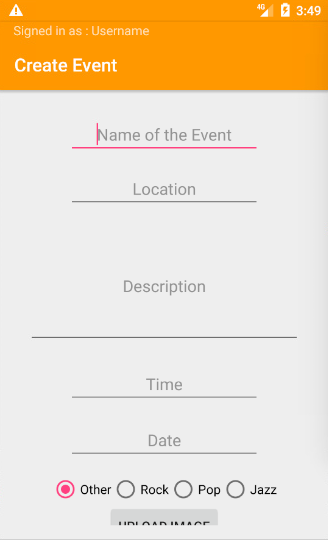 4G 3:49
Signed in as : Username
Create Event
Name of the Event
Location
Description
Time
Date
Other Rock Pop Jazz
UPLOAD IMAGE